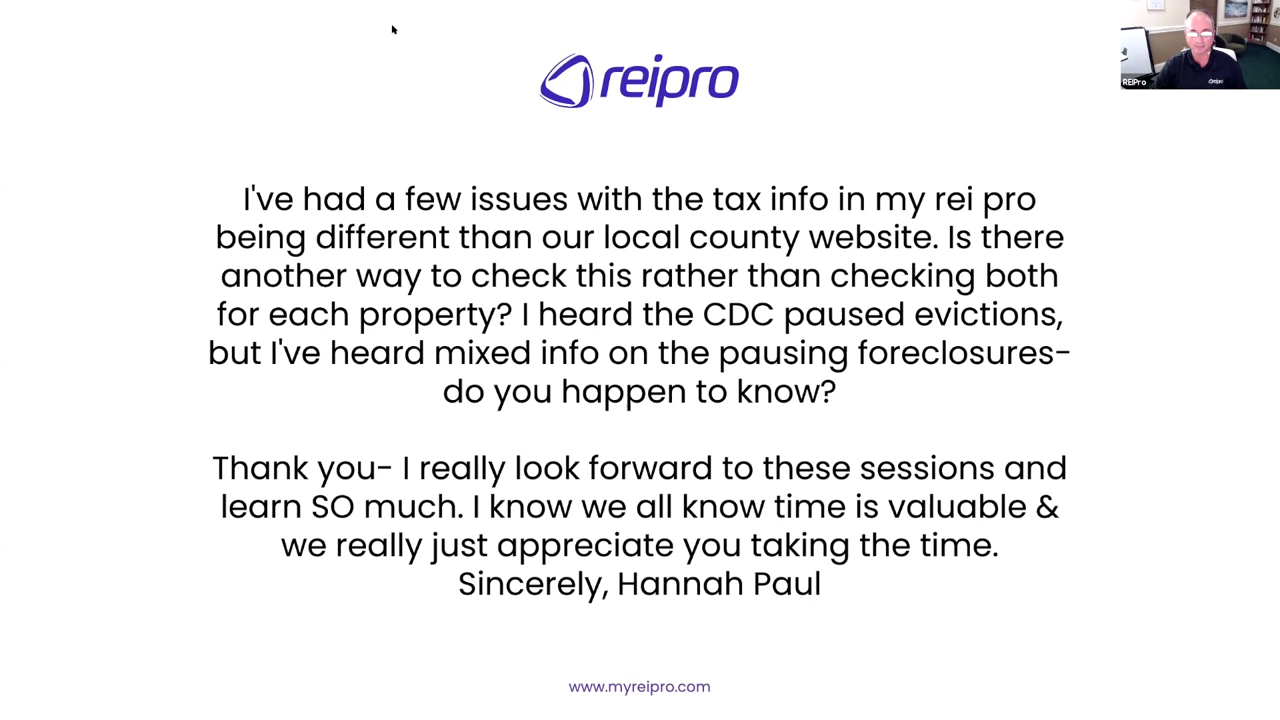 REIPro
reipro
I've had a few issues with the tax info in my rei pro
being different than our local county website. Is there
another way to check this rather than checking both
for each property? I heard the CDC paused evictions,
but I've heard mixed info on the pausing foreclosures-
do you happen to know?
Thank you- I really look forward to these sessions and
learn SO much. I know we all know time is valuable &
we really just appreciate you taking the time.
Sincerely, Hannah Paul
www.myreipro.com